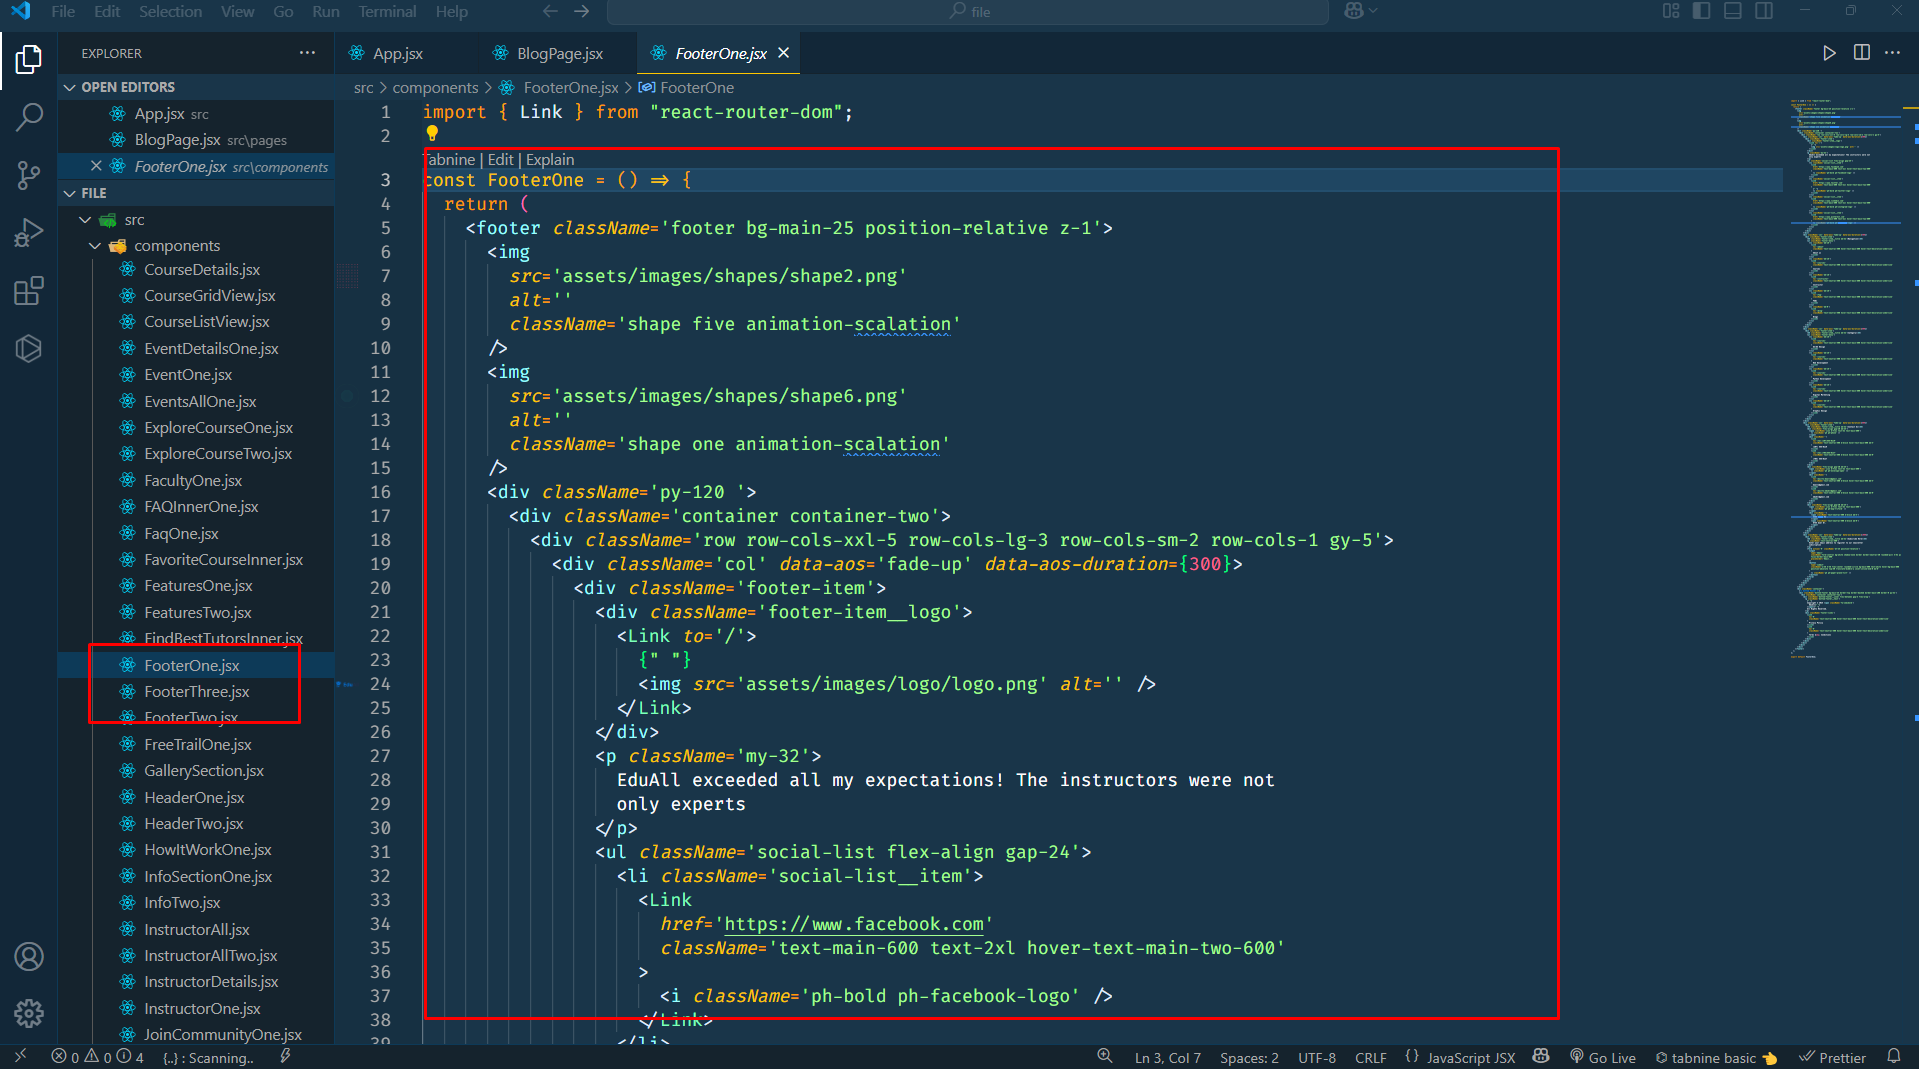 File Edit Selection View Go Run Terminal Help
file
EXPLORER
OPEN EDITORS
App.jsx src
BlogPage.jsx src\pages
FooterOne.jsx src\components
FILE
src
components
CourseDetails.jsx
CourseGridView.jsx
CourseListView.jsx
EventDetailsOne.jsx
EventOne.jsx
EventsAllOne.jsx
ExploreCourseOne.jsx
ExploreCourseTwo.jsx
FacultyOne.jsx
FAQInnerOne.jsx
FaqOne.jsx
FavoriteCourseInner.jsx
FeaturesOne.jsx
FeaturesTwo.jsx
FindBestTutorsInner.jsx
FooterOne.jsx
FooterThree.jsx
FooterTwo.jsx
FreeTrailOne.jsx
GallerySection.jsx
HeaderOne.jsx
HeaderTwo.jsx
HowItWorkOne.jsx
InfoSectionOne.jsx
InfoTwo.jsx
InstructorAll.jsx
InstructorAllTwo.jsx
InstructorDetails.jsx
InstructorOne.jsx
JoinCommunityOne.jsx
App.jsx BlogPage.jsx FooterOne.jsx
src > components > FooterOne.jsx > FooterOne
1 import { Link } from "react-router-dom";
2
Tabnine | Edit | Explain
3 const FooterOne = () => {
4 return (
5 <footer className='footer bg-main-25 position-relative z-1'>
6 <img
7 src='assets/images/shapes/shape2.png'
8 alt=''
9 className='shape five animation-scalation'
10 />
11 <img
12 src='assets/images/shapes/shape6.png'
13 alt=''
14 className='shape one animation-scalation'
15 />
16 <div className='py-120 '>
17 <div className='container container-two'>
18 <div className='row row-cols-xxl-5 row-cols-lg-3 row-cols-sm-2 row-cols-1 gy-5'>
19 <div className='col' data-aos='fade-up' data-aos-duration={300}>
20 <div className='footer-item'>
21 <div className='footer-item__logo'>
22 <Link to='/'>
23 {" "}
24 <img src='assets/images/logo/logo.png' alt='' />
25 </Link>
26 </div>
27 <p className='my-32'>
28 EduAll exceeded all my expectations! The instructors were not
29 only experts
30 </p>
31 <ul className='social-list flex-align gap-24'>
32 <li className='social-list__item'>
33 <Link
34 href='https://www.facebook.com'
35 className='text-main-600 text-2xl hover-text-main-two-600'
36 >
37 <i className='ph-bold ph-facebook-logo' />
38 </Link>
39 </li>
0 0 4 {..} : Scanning.. Ln 3, Col 7 Spaces: 2 UTF-8 CRLF {} JavaScript JSX Go Live tabnine basic Prettier